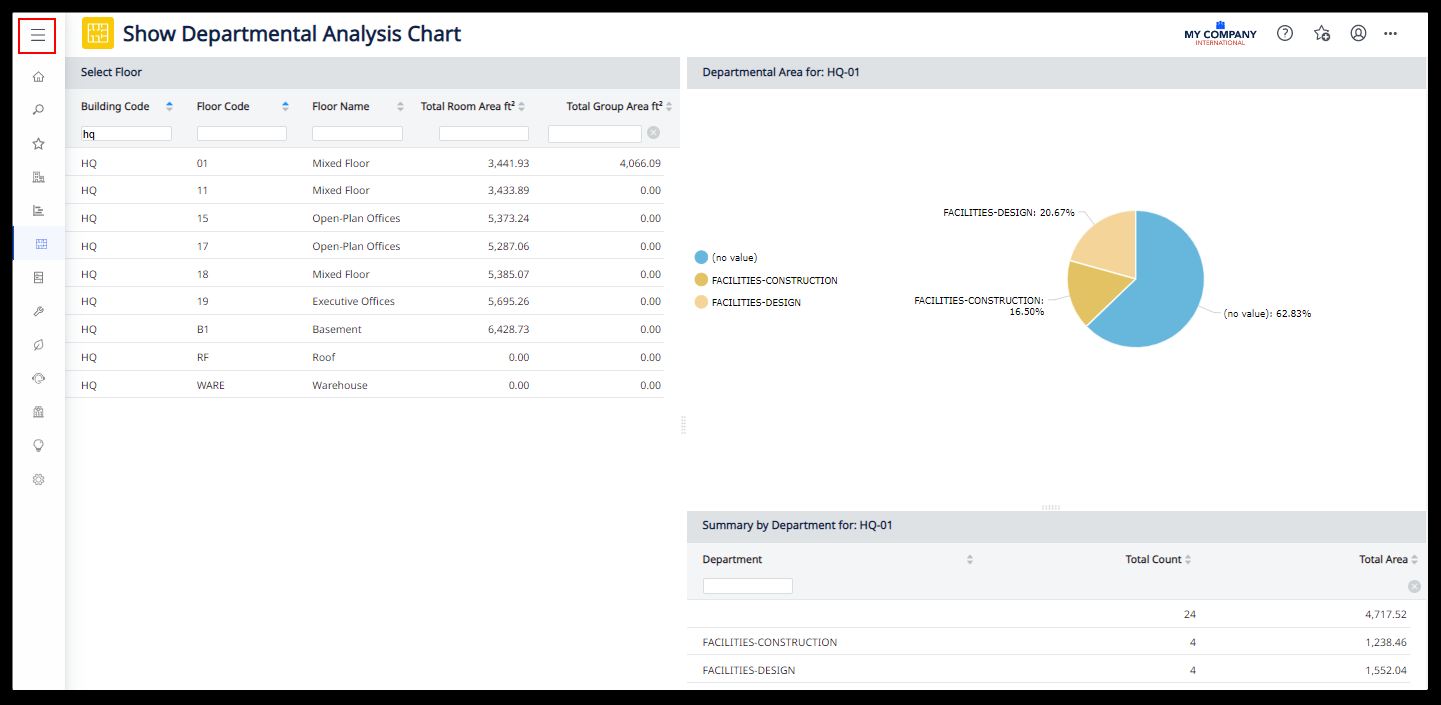 Show Departmental Analysis Chart
MY COMPANY
INTERNATIONAL
Select Floor
Building Code Floor Code Floor Name Total Room Area ft² Total Group Area ft²
hq
HQ 01 Mixed Floor 3,441.93 4,066.09
HQ 11 Mixed Floor 3,433.89 0.00
HQ 15 Open-Plan Offices 5,373.24 0.00
HQ 17 Open-Plan Offices 5,287.06 0.00
HQ 18 Mixed Floor 5,385.07 0.00
HQ 19 Executive Offices 5,695.26 0.00
HQ B1 Basement 6,428.73 0.00
HQ RF Roof 0.00 0.00
HQ WARE Warehouse 0.00 0.00
Departmental Area for: HQ-01
(no value)
FACILITIES-CONSTRUCTION
FACILITIES-DESIGN
FACILITIES-DESIGN: 20.67%
FACILITIES-CONSTRUCTION:
16.50%
(no value): 62.83%
Summary by Department for: HQ-01
Department Total Count Total Area
24 4,717.52
FACILITIES-CONSTRUCTION 4 1,238.46
FACILITIES-DESIGN 4 1,552.04